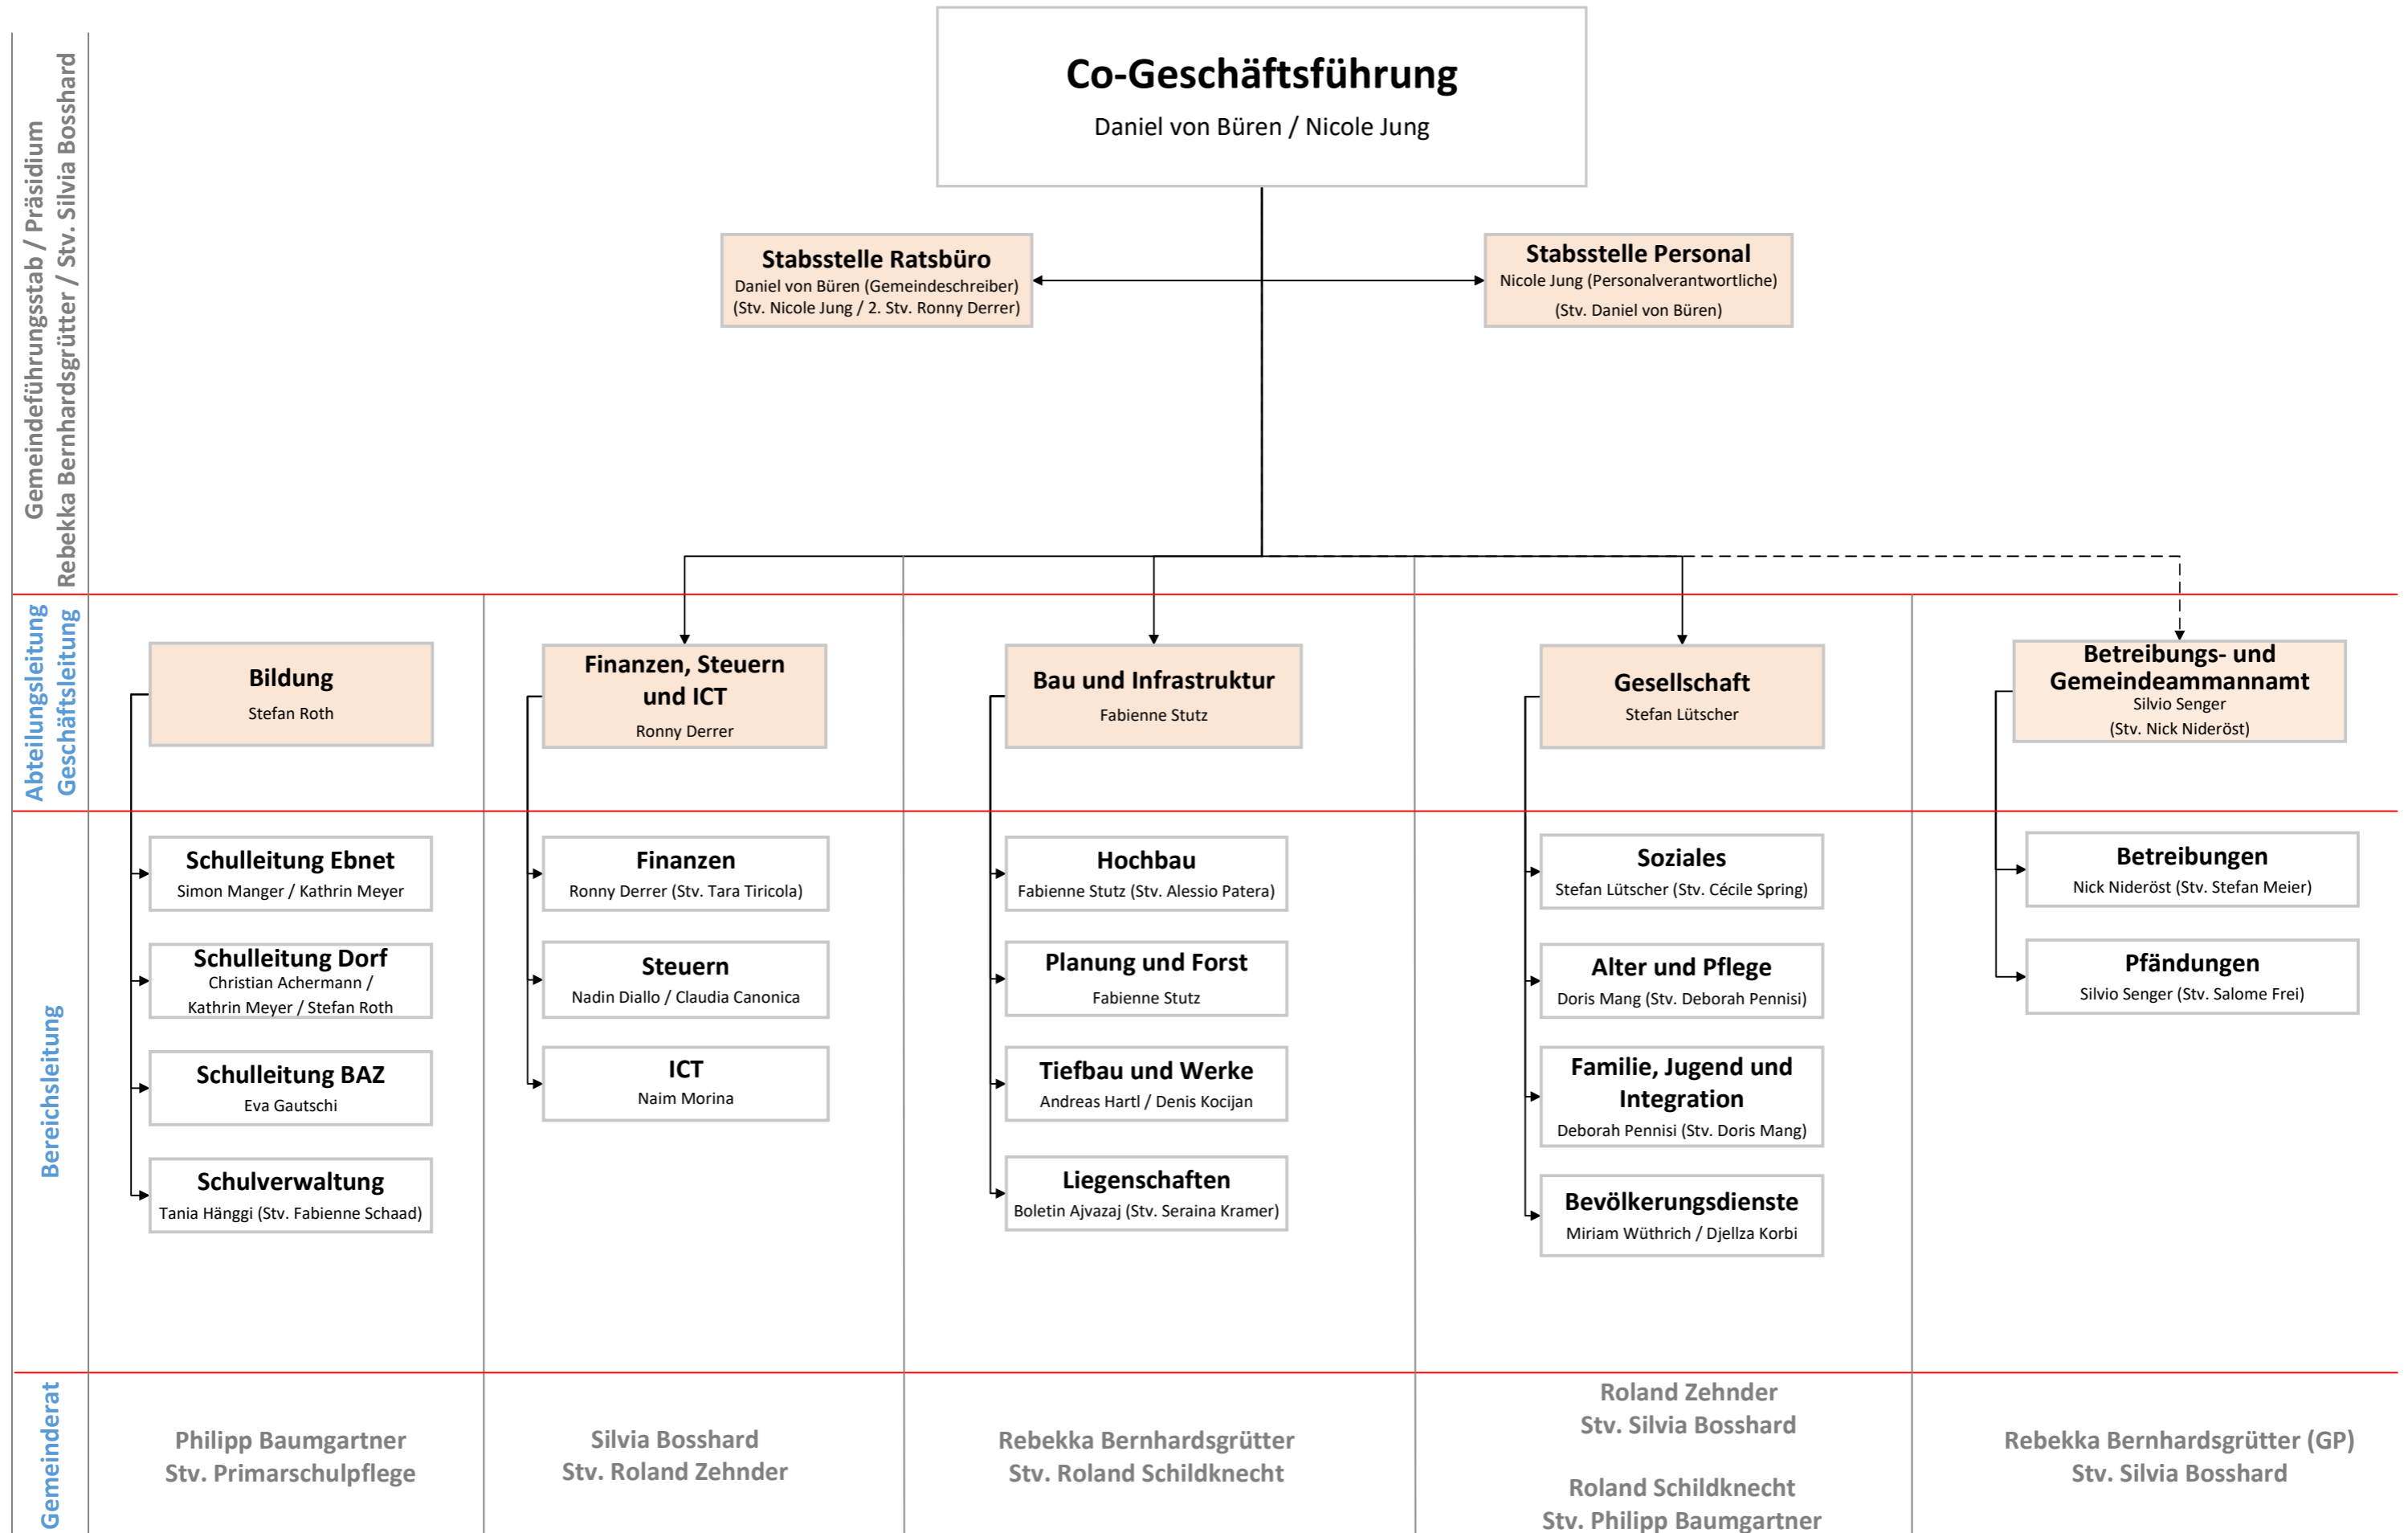 Co-Geschäftsführung
Daniel von Büren / Nicole Jung
Gemeindeführungsstab / Präsidium
Rebekka Bernhardsgrütter / Stv. Silvia Bosshard
Stabsstelle Ratsbüro
Daniel von Büren (Gemeindeschreiber)
(Stv. Nicole Jung / 2. Stv. Ronny Derrer)
Stabsstelle Personal
Nicole Jung (Personalverantwortliche)
(Stv. Daniel von Büren)
Abteilungsleitung
Geschäftsleitung
Bildung
Stefan Roth
Finanzen, Steuern
und ICT
Ronny Derrer
Bau und Infrastruktur
Fabienne Stutz
Gesellschaft
Stefan Lütscher
Betreibungs- und
Gemeindeammannamt
Silvio Senger
(Stv. Nick Nideröst)
Bereichsleitung
Schulleitung Ebnet
Simon Manger / Kathrin Meyer
Schulleitung Dorf
Christian Achermann /
Kathrin Meyer / Stefan Roth
Schulleitung BAZ
Eva Gautschi
Schulverwaltung
Tania Hänggi (Stv. Fabienne Schaad)
Finanzen
Ronny Derrer (Stv. Tara Tiricola)
Steuern
Nadin Diallo / Claudia Canonica
ICT
Naim Morina
Hochbau
Fabienne Stutz (Stv. Alessio Patera)
Planung und Forst
Fabienne Stutz
Tiefbau und Werke
Andreas Hartl / Denis Kocijan
Liegenschaften
Boletin Ajvazaj (Stv. Seraina Kramer)
Soziales
Stefan Lütscher (Stv. Cécile Spring)
Alter und Pflege
Doris Mang (Stv. Deborah Pennisi)
Familie, Jugend und
Integration
Deborah Pennisi (Stv. Doris Mang)
Bevölkerungsdienste
Miriam Wüthrich / Djellza Korbi
Betreibungen
Nick Nideröst (Stv. Stefan Meier)
Pfändungen
Silvio Senger (Stv. Salome Frei)
Gemeinderat
Philipp Baumgartner
Stv. Primarschulpflege
Silvia Bosshard
Stv. Roland Zehnder
Rebekka Bernhardsgrütter
Stv. Roland Schildknecht
Roland Zehnder
Stv. Silvia Bosshard
Roland Schildknecht
Stv. Philipp Baumgartner
Rebekka Bernhardsgrütter (GP)
Stv. Silvia Bosshard